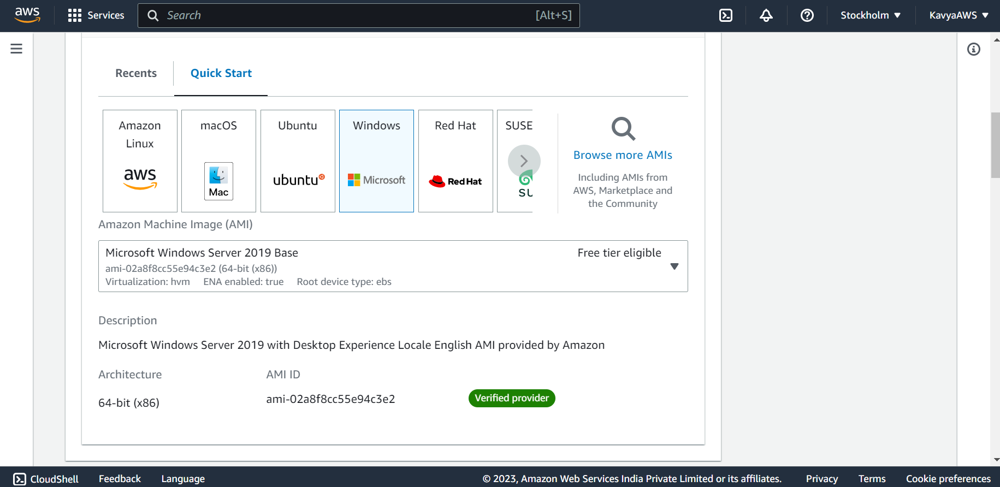 aws
Services
Search
[Alt+S]
Stockholm
KavyaAWS
Recents
Quick Start
Amazon
Linux
aws
macOS
Mac
Ubuntu
ubuntu
Windows
Microsoft
Red Hat
Red Hat
SUSE
SU
Browse more AMIs
Including AMIs from
AWS, Marketplace and
the Community
Amazon Machine Image (AMI)
Microsoft Windows Server 2019 Base
Free tier eligible
ami-02a8f8cc55e94c3e2 (64-bit (x86))
Virtualization: hvm ENA enabled: true Root device type: ebs
Description
Microsoft Windows Server 2019 with Desktop Experience Locale English AMI provided by Amazon
Architecture
AMI ID
64-bit (x86)
ami-02a8f8cc55e94c3e2
Verified provider
CloudShell
Feedback
Language
© 2023, Amazon Web Services India Private Limited or its affiliates.
Privacy
Terms
Cookie preferences